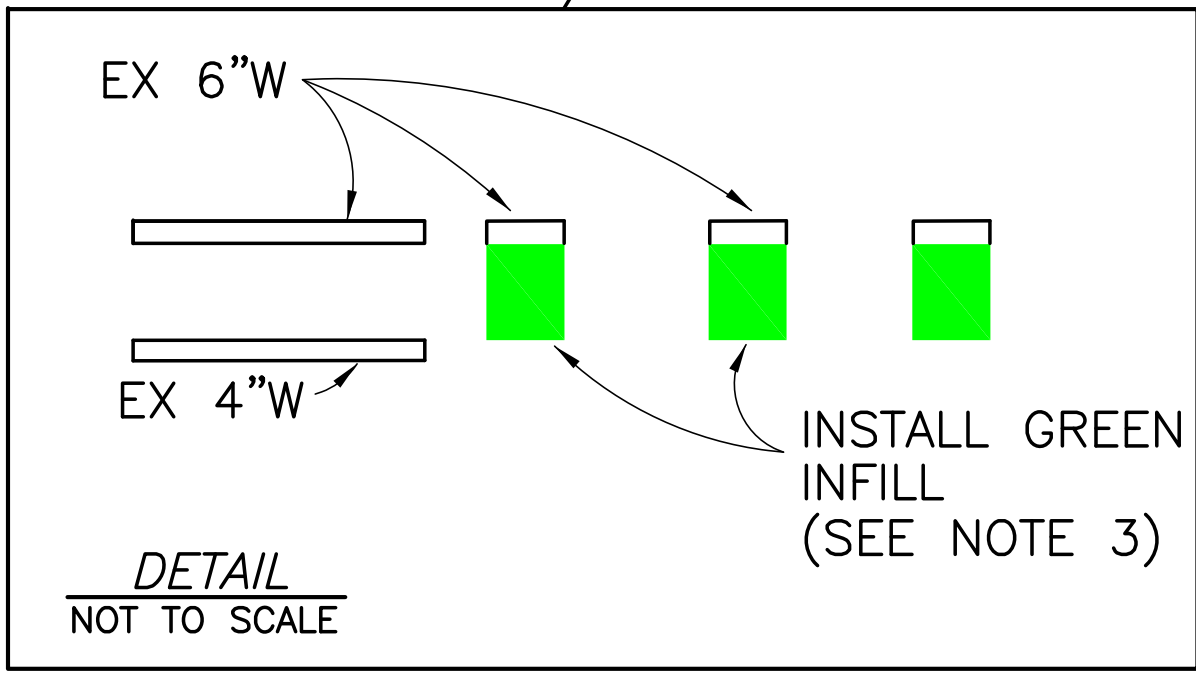 EX 6”W
EX 4”W
INSTALL GREEN
INFILL
(SEE NOTE 3)
DETAIL
NOT TO SCALE